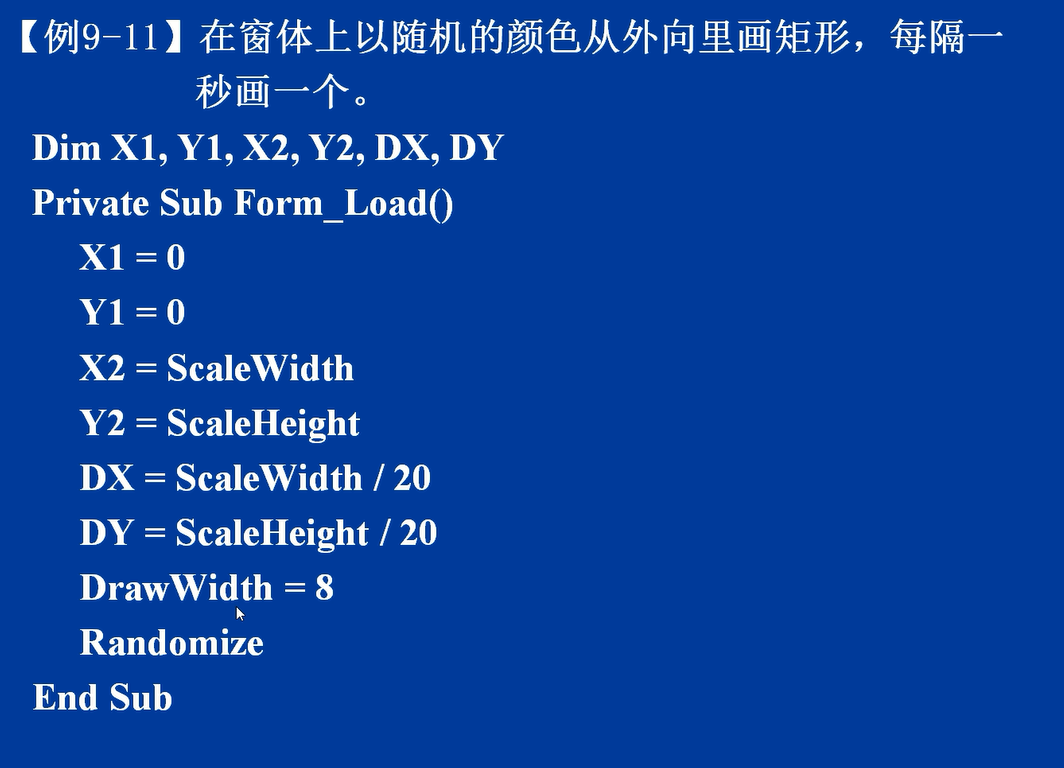 【例9-11】在窗体上以随机的颜色从外向里画矩形，每隔一
秒画一个。
Dim X1, Y1, X2, Y2, DX, DY
Private Sub Form_Load()
X1 = 0
Y1 = 0
X2 = ScaleWidth
Y2 = ScaleHeight
DX = ScaleWidth / 20
DY = ScaleHeight / 20
DrawWidth = 8
Randomize
End Sub